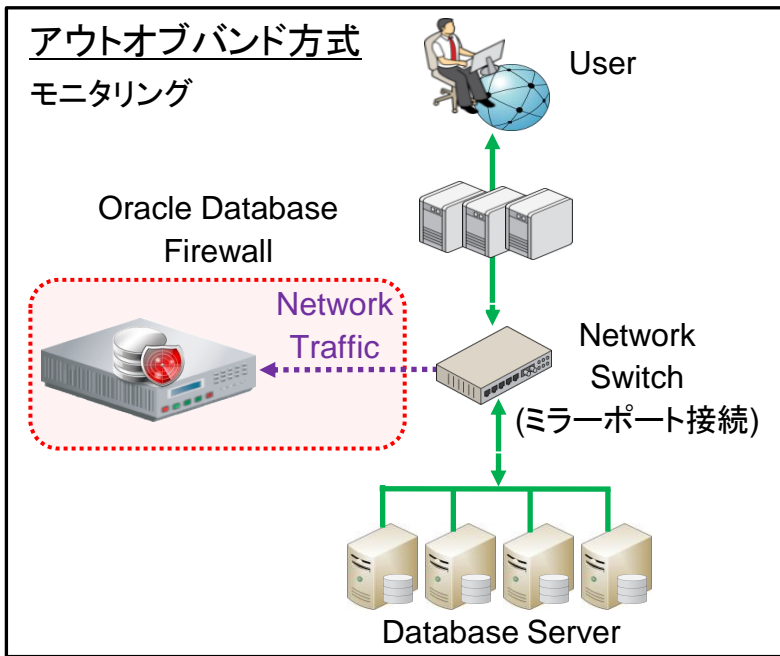 アウトオブバンド方式
モニタリング
User
Oracle Database
Firewall
Network
Traffic
Network
Switch
(ミラーポート接続)
Database Server